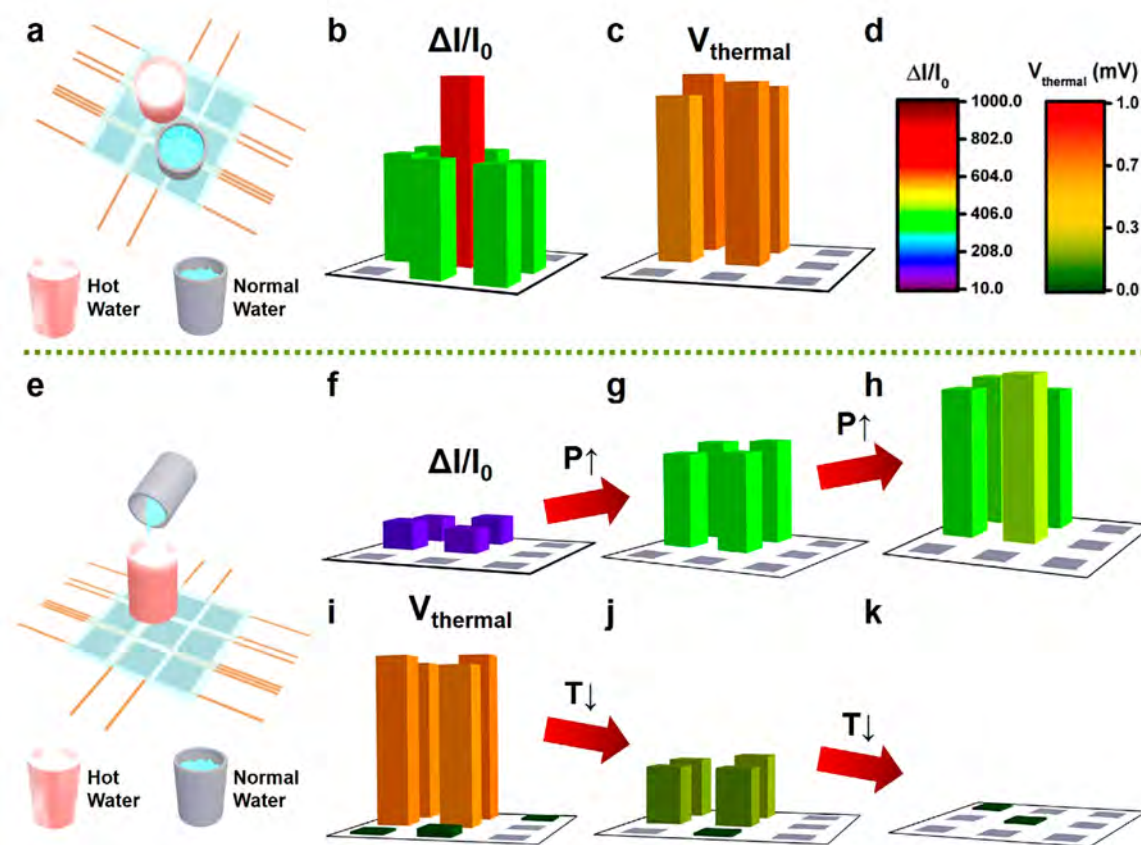 a
b
ΔI/I₀
c
Vthermal
d
ΔI/I₀
Vthermal (mV)
1000.0
802.0
604.0
406.0
208.0
10.0
1.0
0.7
0.3
0.0
Hot
Water
Normal
Water
e
f
ΔI/I₀
P↑
g
P↑
h
Hot
Water
Normal
Water
i
Vthermal
T↓
j
T↓
k